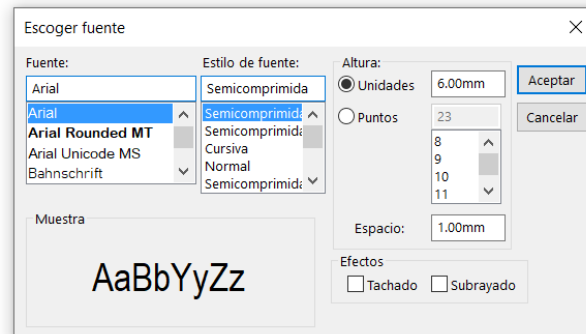 Escoger fuente
Fuente:
Arial
Arial
Arial Rounded MT
Arial Unicode MS
Bahnschrift
Estilo de fuente:
Semicomprimida
Semicomprimida
Semicomprimida
Cursiva
Normal
Semicomprimida
Altura:
Unidades 6.00mm
Puntos 23
8
9
10
11
Espacio: 1.00mm
Aceptar
Cancelar
Muestra
AaBbYyZz
Efectos
Tachado Subrayado